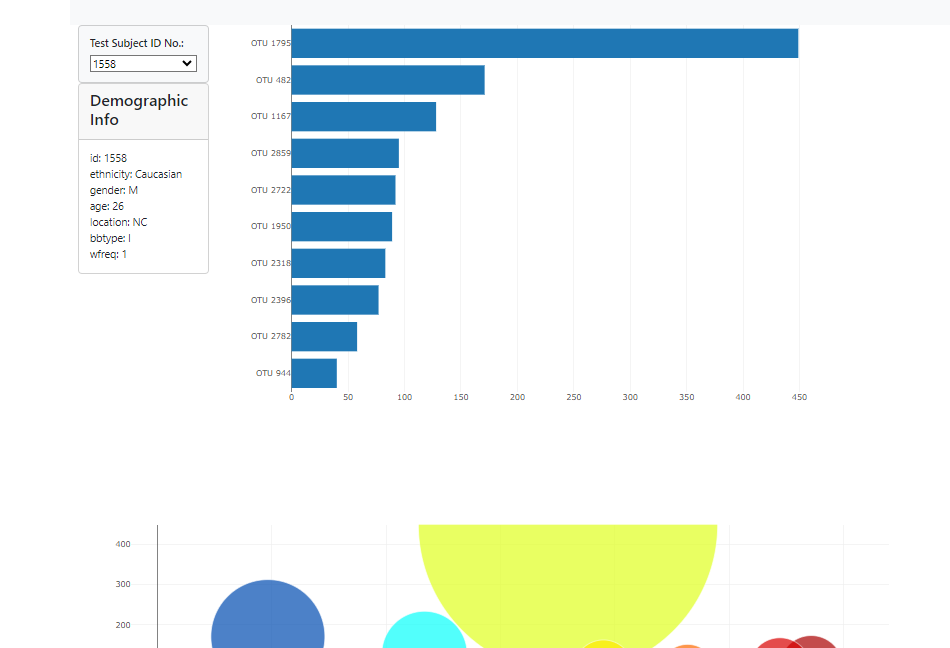 Test Subject ID No.:
1558
Demographic
Info
id: 1558
ethnicity: Caucasian
gender: M
age: 26
location: NC
bbtype: I
wfreq: 1
OTU 1795
OTU 482
OTU 1167
OTU 2859
OTU 2722
OTU 1950
OTU 2318
OTU 2396
OTU 2782
OTU 944
0 50 100 150 200 250 300 350 400 450
400
300
200